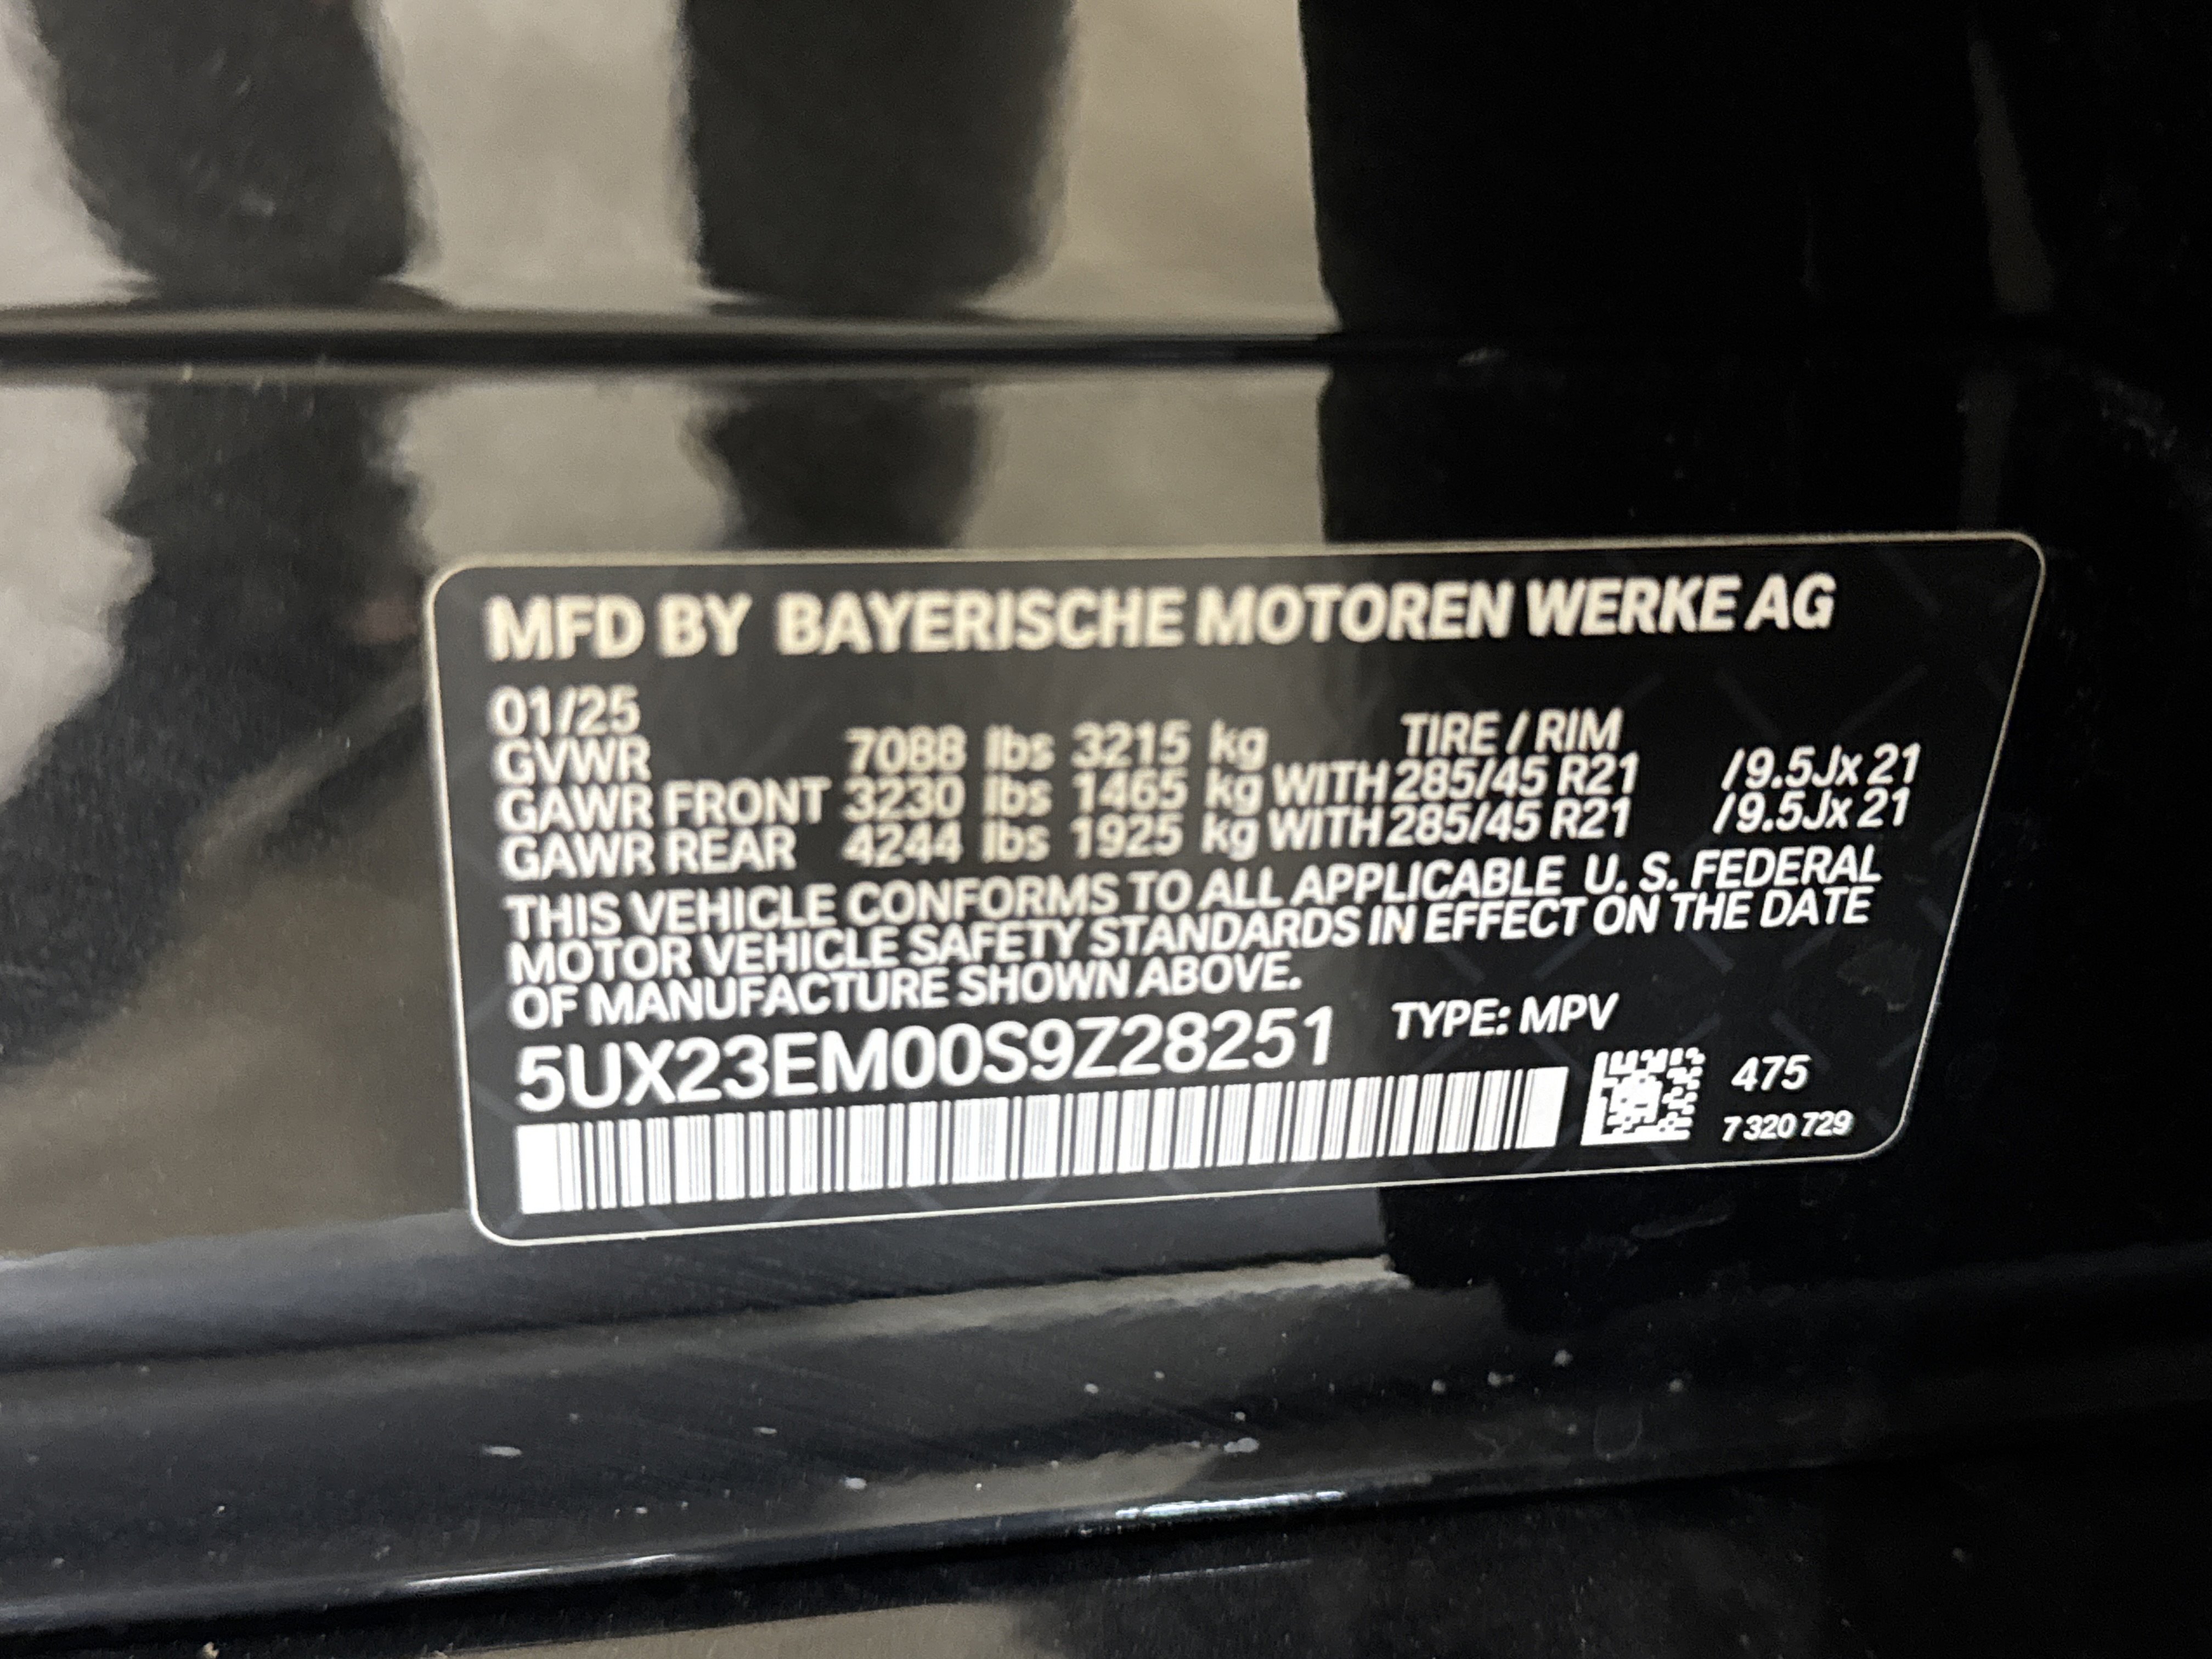 MFD BY BAYERISCHE MOTOREN WERKE AG
01/25
GVWR 7088 lbs 3215 kg TIRE / RIM
GAWR FRONT 3230 lbs 1465 kg WITH 285/45 R21 /9.5Jx 21
GAWR REAR 4244 lbs 1925 kg WITH 285/45 R21 /9.5Jx 21
THIS VEHICLE CONFORMS TO ALL APPLICABLE U. S. FEDERAL
MOTOR VEHICLE SAFETY STANDARDS IN EFFECT ON THE DATE
OF MANUFACTURE SHOWN ABOVE.
5UX23EM00S9Z28251 TYPE: MPV
475
7 320 729